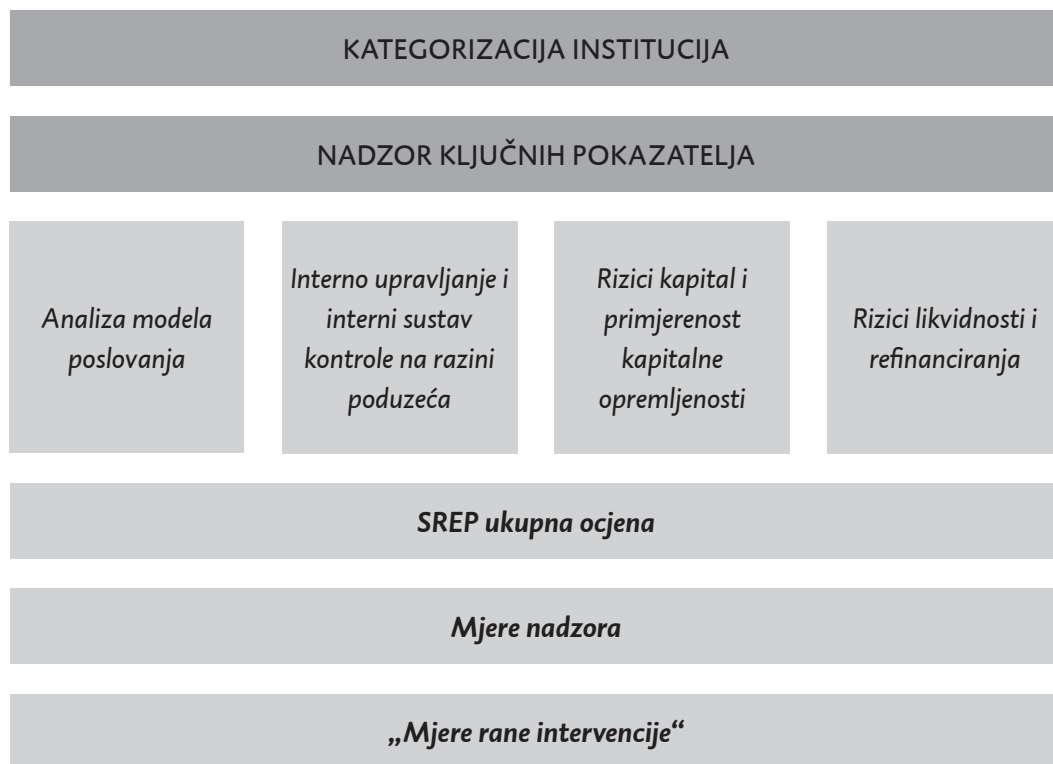 KATEGORIZACIJA INSTITUCIJA
NADZOR KLJUČNIH POKAZATELJA
Analiza modela
poslovanja
Interno upravljanje i
interni sustav
kontrole na razini
poduzeća
Rizici kapital i
primjerenost
kapitalne
opremljenosti
Rizici likvidnosti i
refinanciranja
SREP ukupna ocjena
Mjere nadzora
„Mjere rane intervencije“